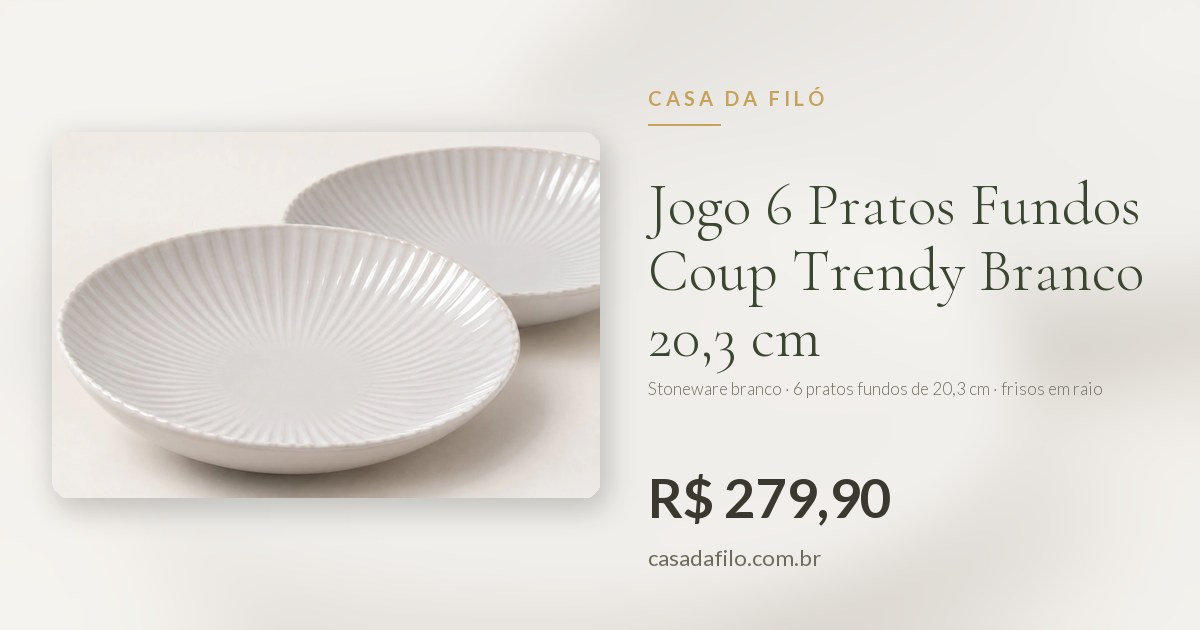 CASA DA FILÓ
Jogo 6 Pratos Fundos
Coup Trendy Branco
20,3 cm
Stoneware branco · 6 pratos fundos de 20,3 cm · frisos em raio
R$ 279,90
casadafilo.com.br